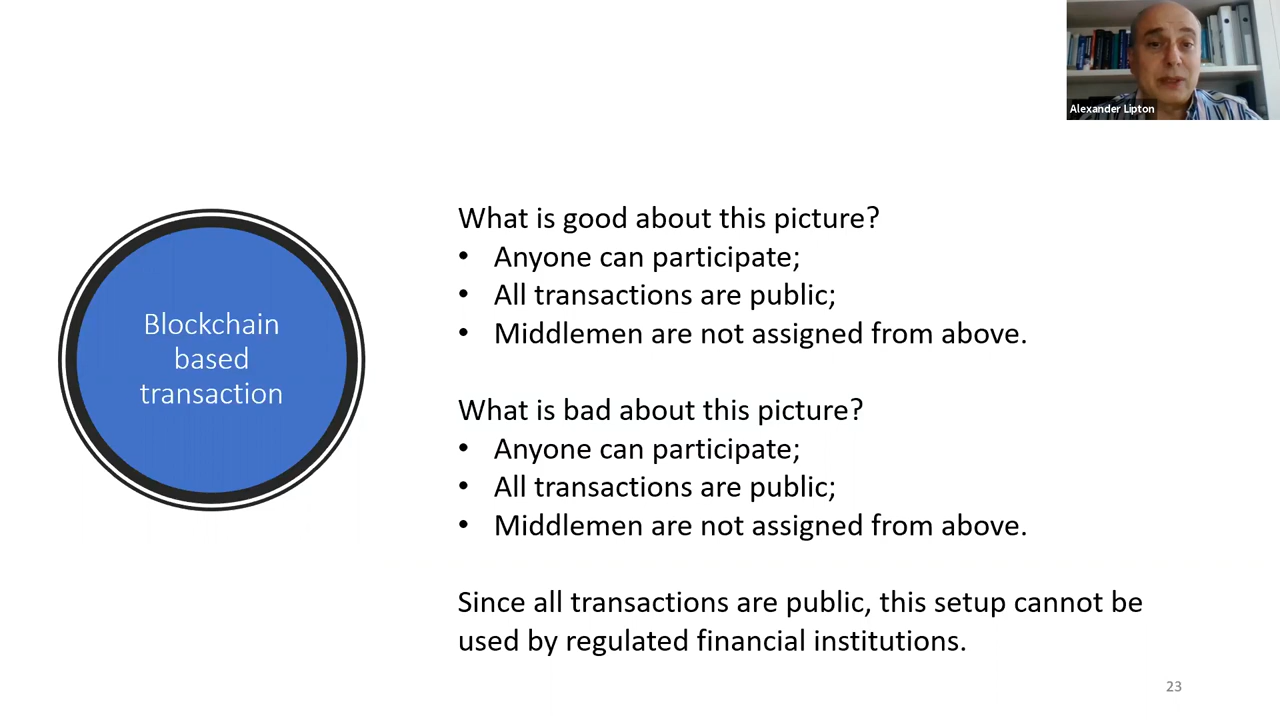 Alexander Lipton
Blockchain
based
transaction
What is good about this picture?
• Anyone can participate;
• All transactions are public;
• Middlemen are not assigned from above.
What is bad about this picture?
• Anyone can participate;
• All transactions are public;
• Middlemen are not assigned from above.
Since all transactions are public, this setup cannot be
used by regulated financial institutions.
23